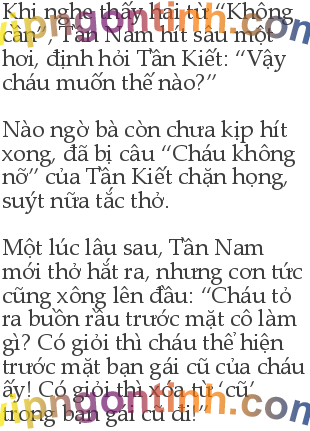 Khi nghe thấy hai từ “Không
cần”, Tần Nam hít sâu một
hơi, định hỏi Tần Kiết: “Vậy
cháu muốn thế nào?”
Nào ngờ bà còn chưa kịp hít
xong, đã bị câu “Cháu không
nỡ” của Tần Kiết chặn họng,
suýt nữa tắc thở.
Một lúc lâu sau, Tần Nam
mới thở hắt ra, nhưng cơn tức
cũng xông lên đầu: “Cháu tỏ
ra buồn rầu trước mặt cô làm
gì? Có giỏi thì cháu thể hiện
trước mặt bạn gái cũ của cháu
ấy! Có giỏi thì xóa từ ‘cũ’
trong bạn gái cũ đi!”
vipngontinh.com
vipngontinh.com